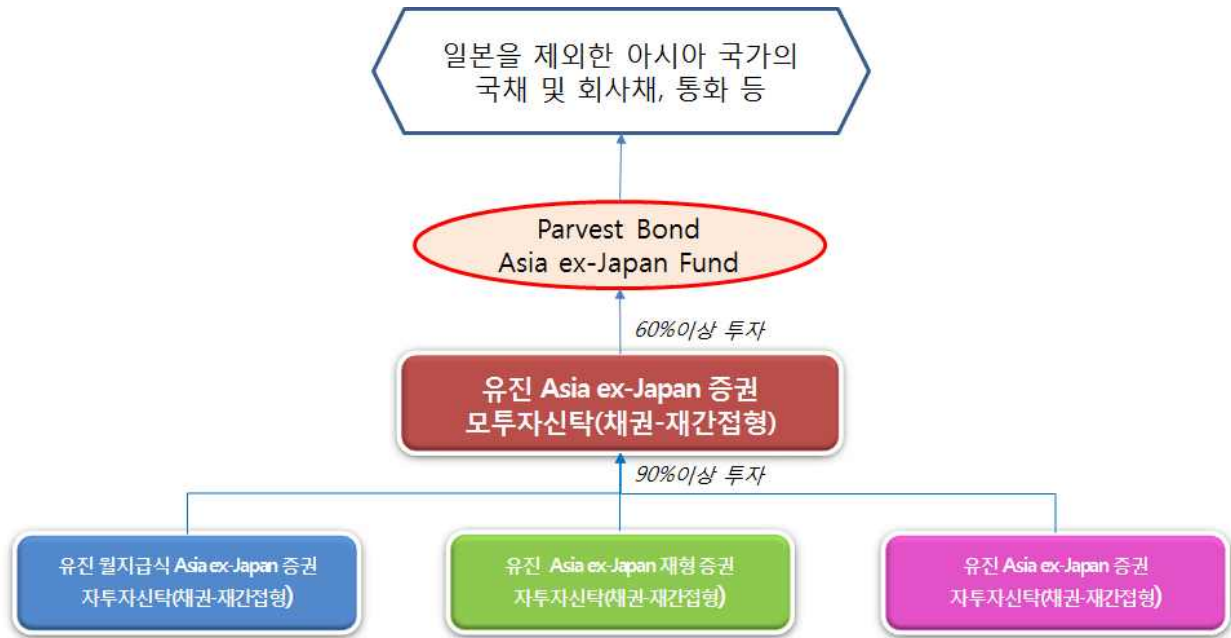 일본을 제외한 아시아 국가의
국채 및 회사채, 통화 등
Parvest Bond
Asia ex-Japan Fund
60%이상 투자
유진 Asia ex-Japan 증권
모투자신탁(채권-재간접형)
90%이상 투자
유진 월지급식 Asia ex-Japan 증권
자투자신탁(채권-재간접형)
유진 Asia ex-Japan 재형 증권
자투자신탁(채권-재간접형)
유진 Asia ex-Japan 증권
자투자신탁(채권-재간접형)